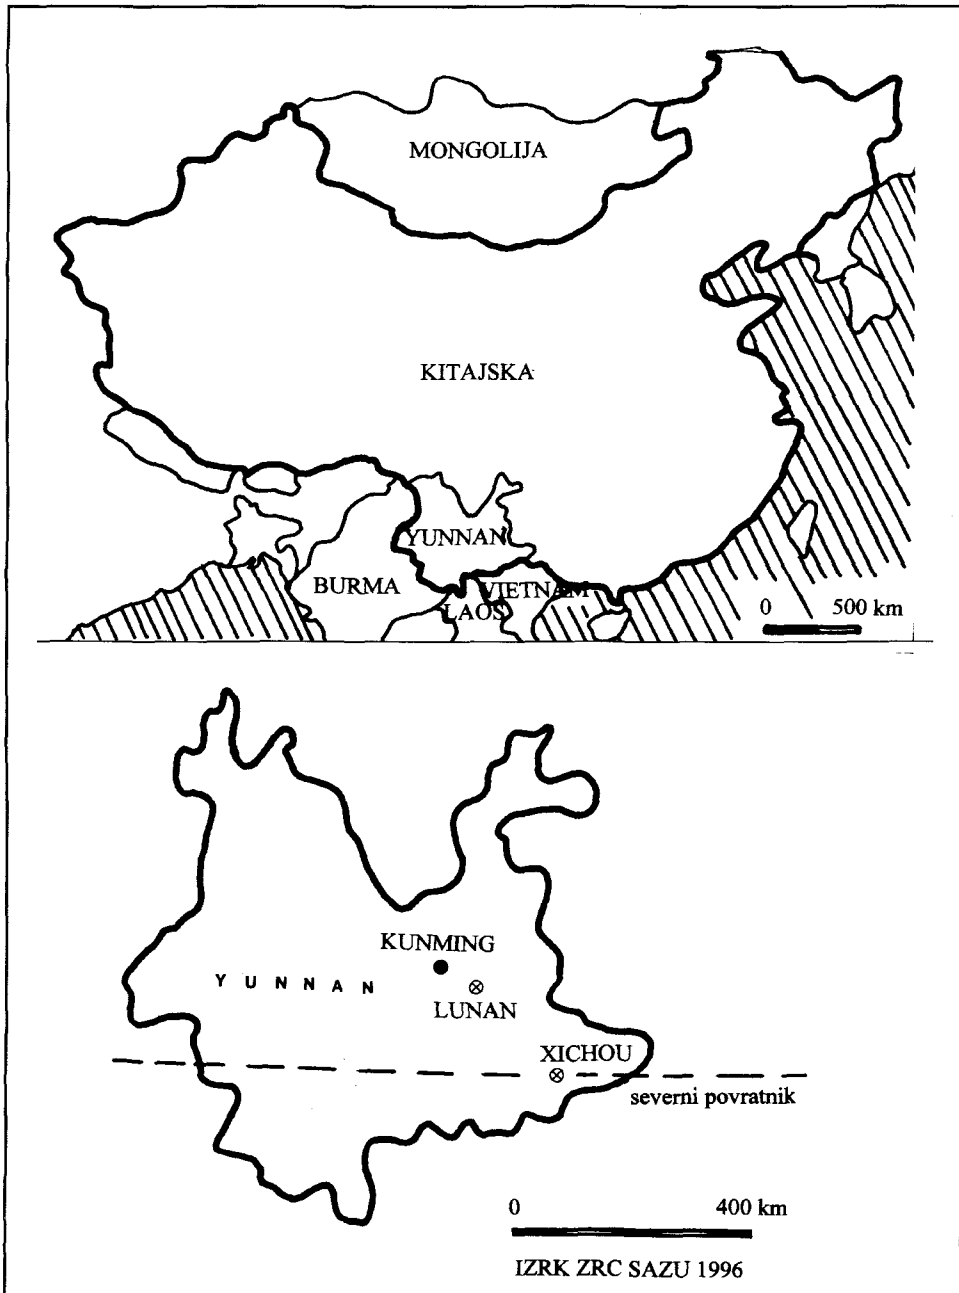 MONGOLIJA
KITAJSKA
YUNNAN
BURMA
VIETNAM
LAOS
0 500 km
KUNMING
YUNNAN
LUNAN
XICHOU
severni povratnik
0 400 km
IZRK ZRC SAZU 1996